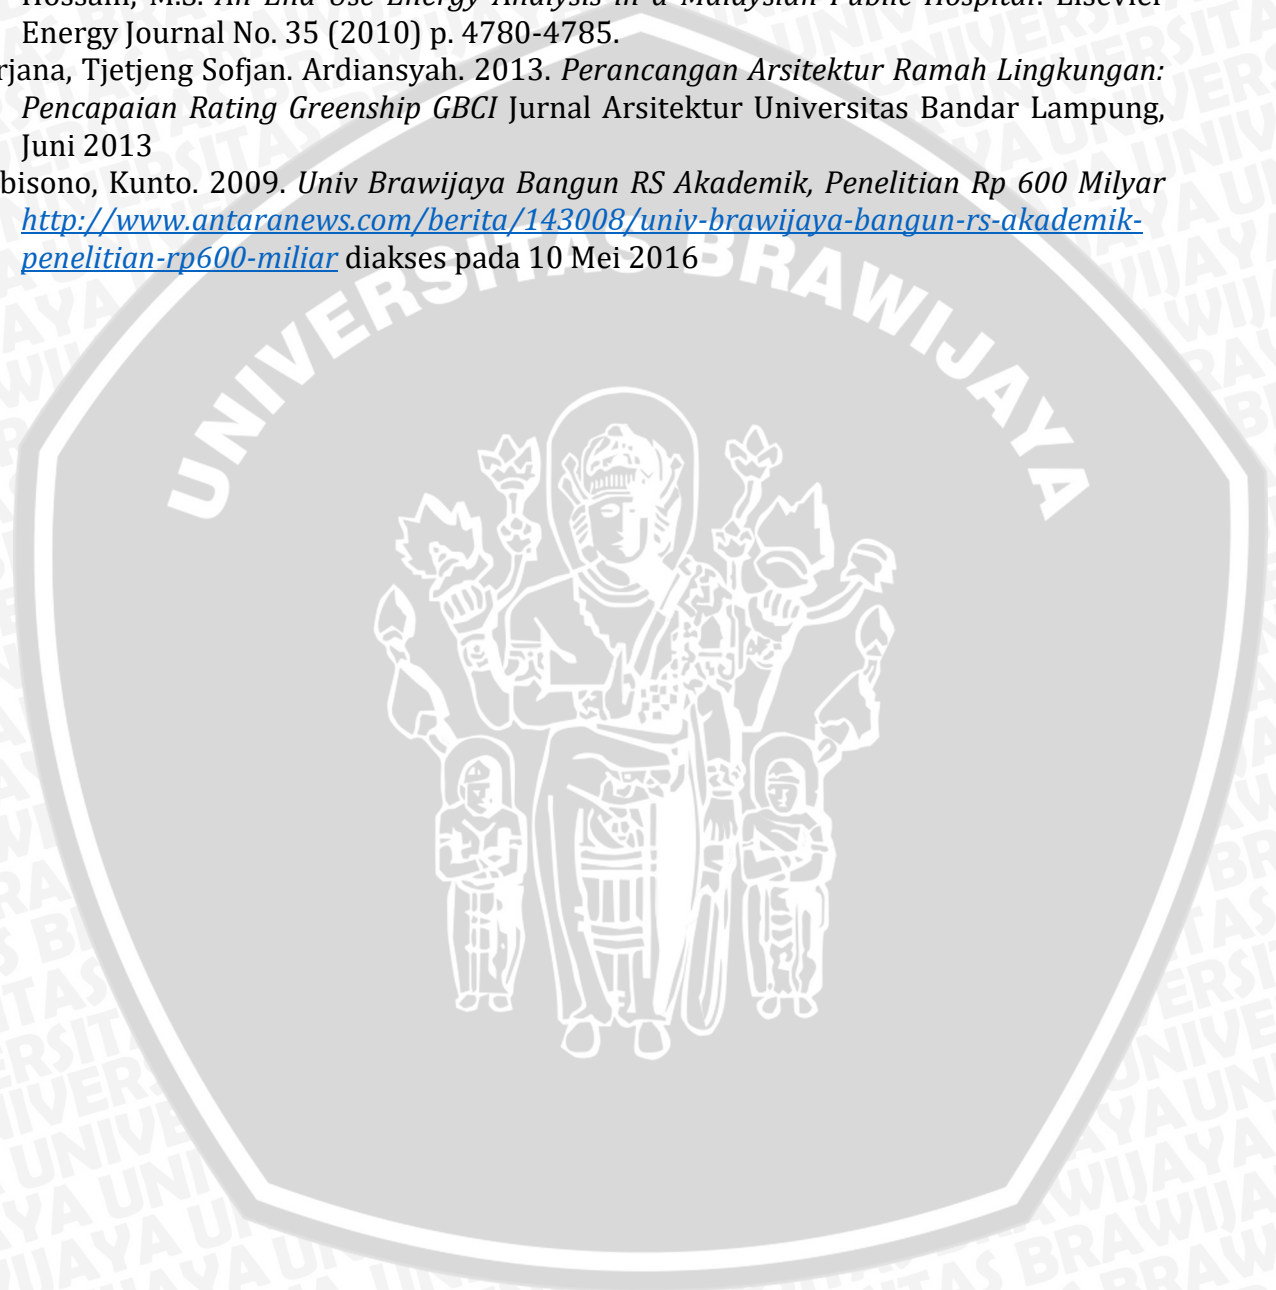 Hossain, M.S. An End Use Energy Analysis in a Malaysian Public Hospital. Elsevier
Energy Journal No. 35 (2010) p. 4780-4785.
rjana, Tjetjeng Sofjan. Ardiansyah. 2013. Perancangan Arsitektur Ramah Lingkungan:
Pencapaian Rating Greenship GBCI Jurnal Arsitektur Universitas Bandar Lampung,
Juni 2013
bisono, Kunto. 2009. Univ Brawijaya Bangun RS Akademik, Penelitian Rp 600 Milyar
http://www.antaranews.com/berita/143008/univ-brawijaya-bangun-rs-akademik-
penelitian-rp600-miliar diakses pada 10 Mei 2016
UNIVERSITAS BRAWIJAYA